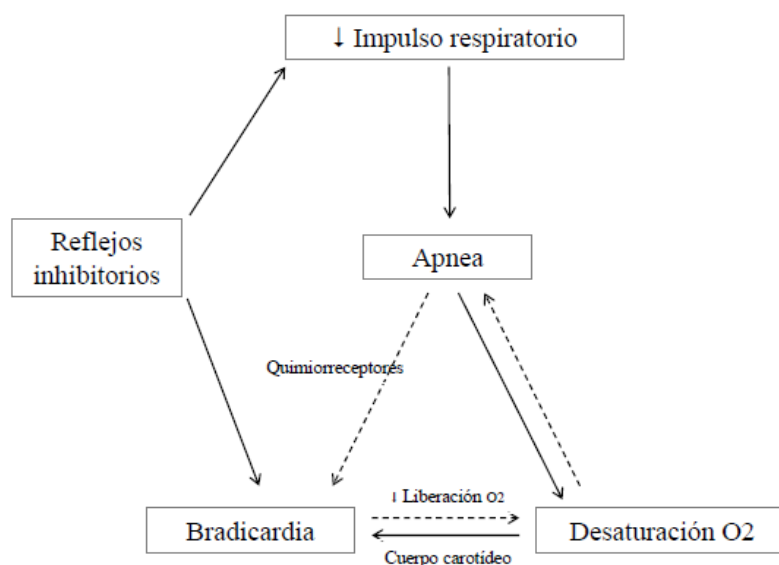 ↓ Impulso respiratorio
Reflejos
inhibitorios
Apnea
Quimiorreceptores
↓ Liberación O2
Bradicardia
Desaturación O2
Cuerpo carotídeo